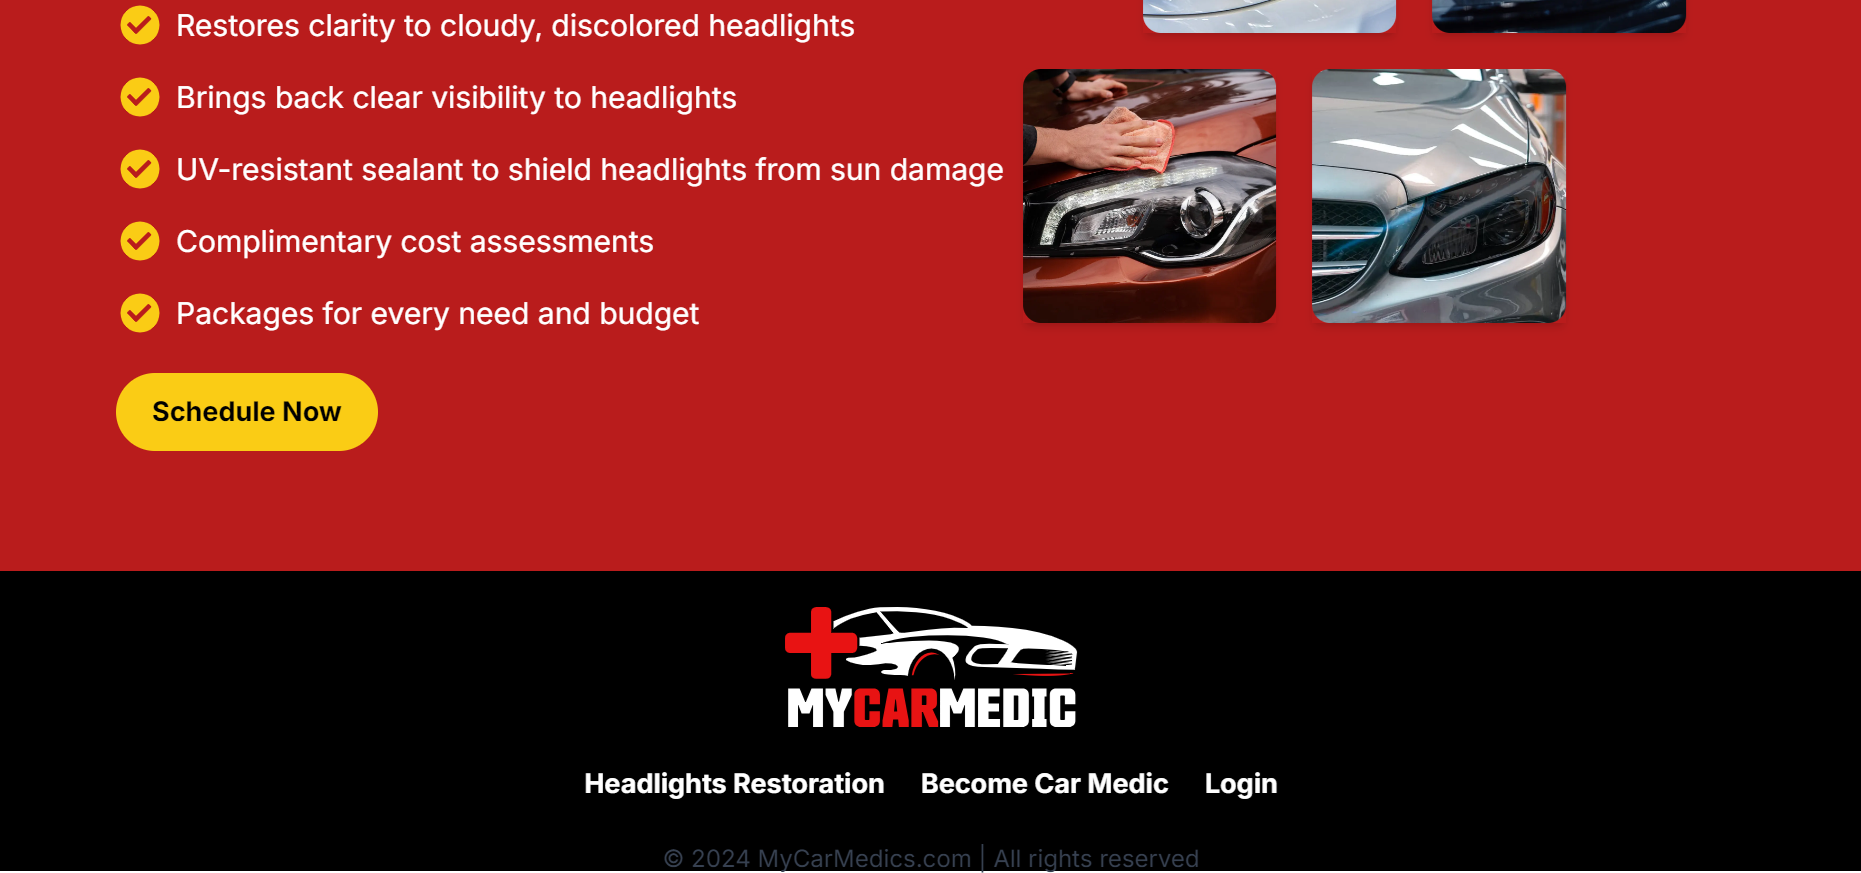 Restores clarity to cloudy, discolored headlights
Brings back clear visibility to headlights
UV-resistant sealant to shield headlights from sun damage
Complimentary cost assessments
Packages for every need and budget
Schedule Now
MYCARMEDIC
Headlights Restoration Become Car Medic Login
© 2024 MyCarMedics.com | All rights reserved